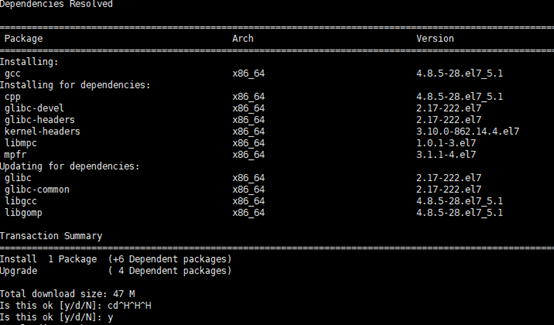 Dependencies Resolved
================================================================================
Package Arch Version
================================================================================
Installing:
gcc x86_64 4.8.5-28.el7_5.1
Installing for dependencies:
cpp x86_64 4.8.5-28.el7_5.1
glibc-devel x86_64 2.17-222.el7
glibc-headers x86_64 2.17-222.el7
kernel-headers x86_64 3.10.0-862.14.4.el7
libmpc x86_64 1.0.1-3.el7
mpfr x86_64 3.1.1-4.el7
Updating for dependencies:
glibc x86_64 2.17-222.el7
glibc-common x86_64 2.17-222.el7
libgcc x86_64 4.8.5-28.el7_5.1
libgomp x86_64 4.8.5-28.el7_5.1
Transaction Summary
================================================================================
Install 1 Package (+6 Dependent packages)
Upgrade ( 4 Dependent packages)
Total download size: 47 M
Is this ok [y/d/N]: cd^H^H^H
Is this ok [y/d/N]: y